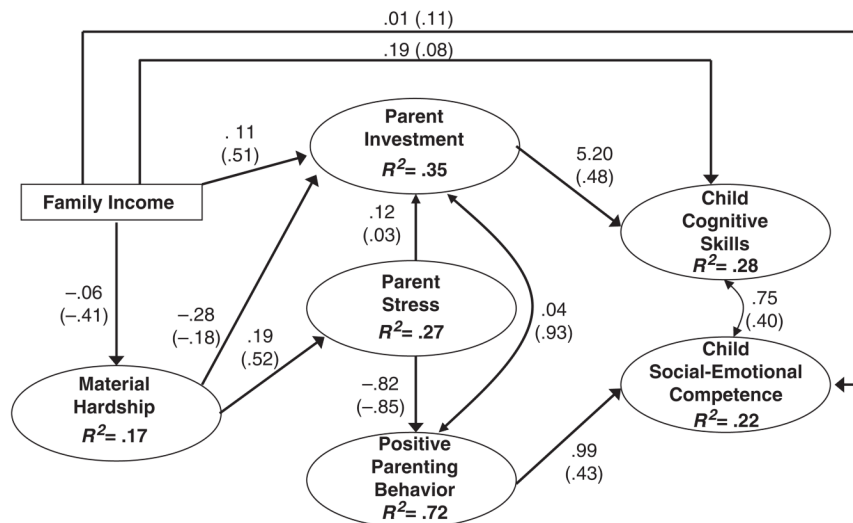 .01 (.11)
.19 (.08)
Parent
Investment
R²= .35
. 11
(.51)
5.20
(.48)
Family Income
Child
Cognitive
Skills
R²= .28
.12
(.03)
Parent
Stress
R²= .27
–.06
(–.41)
–.28
(–.18)
.19
(.52)
.04
(.93)
.75
(.40)
Child
Social-Emotional
Competence
R²= .22
Material
Hardship
R²= .17
–.82
(–.85)
Positive
Parenting
Behavior
R²= .72
.99
(.43)